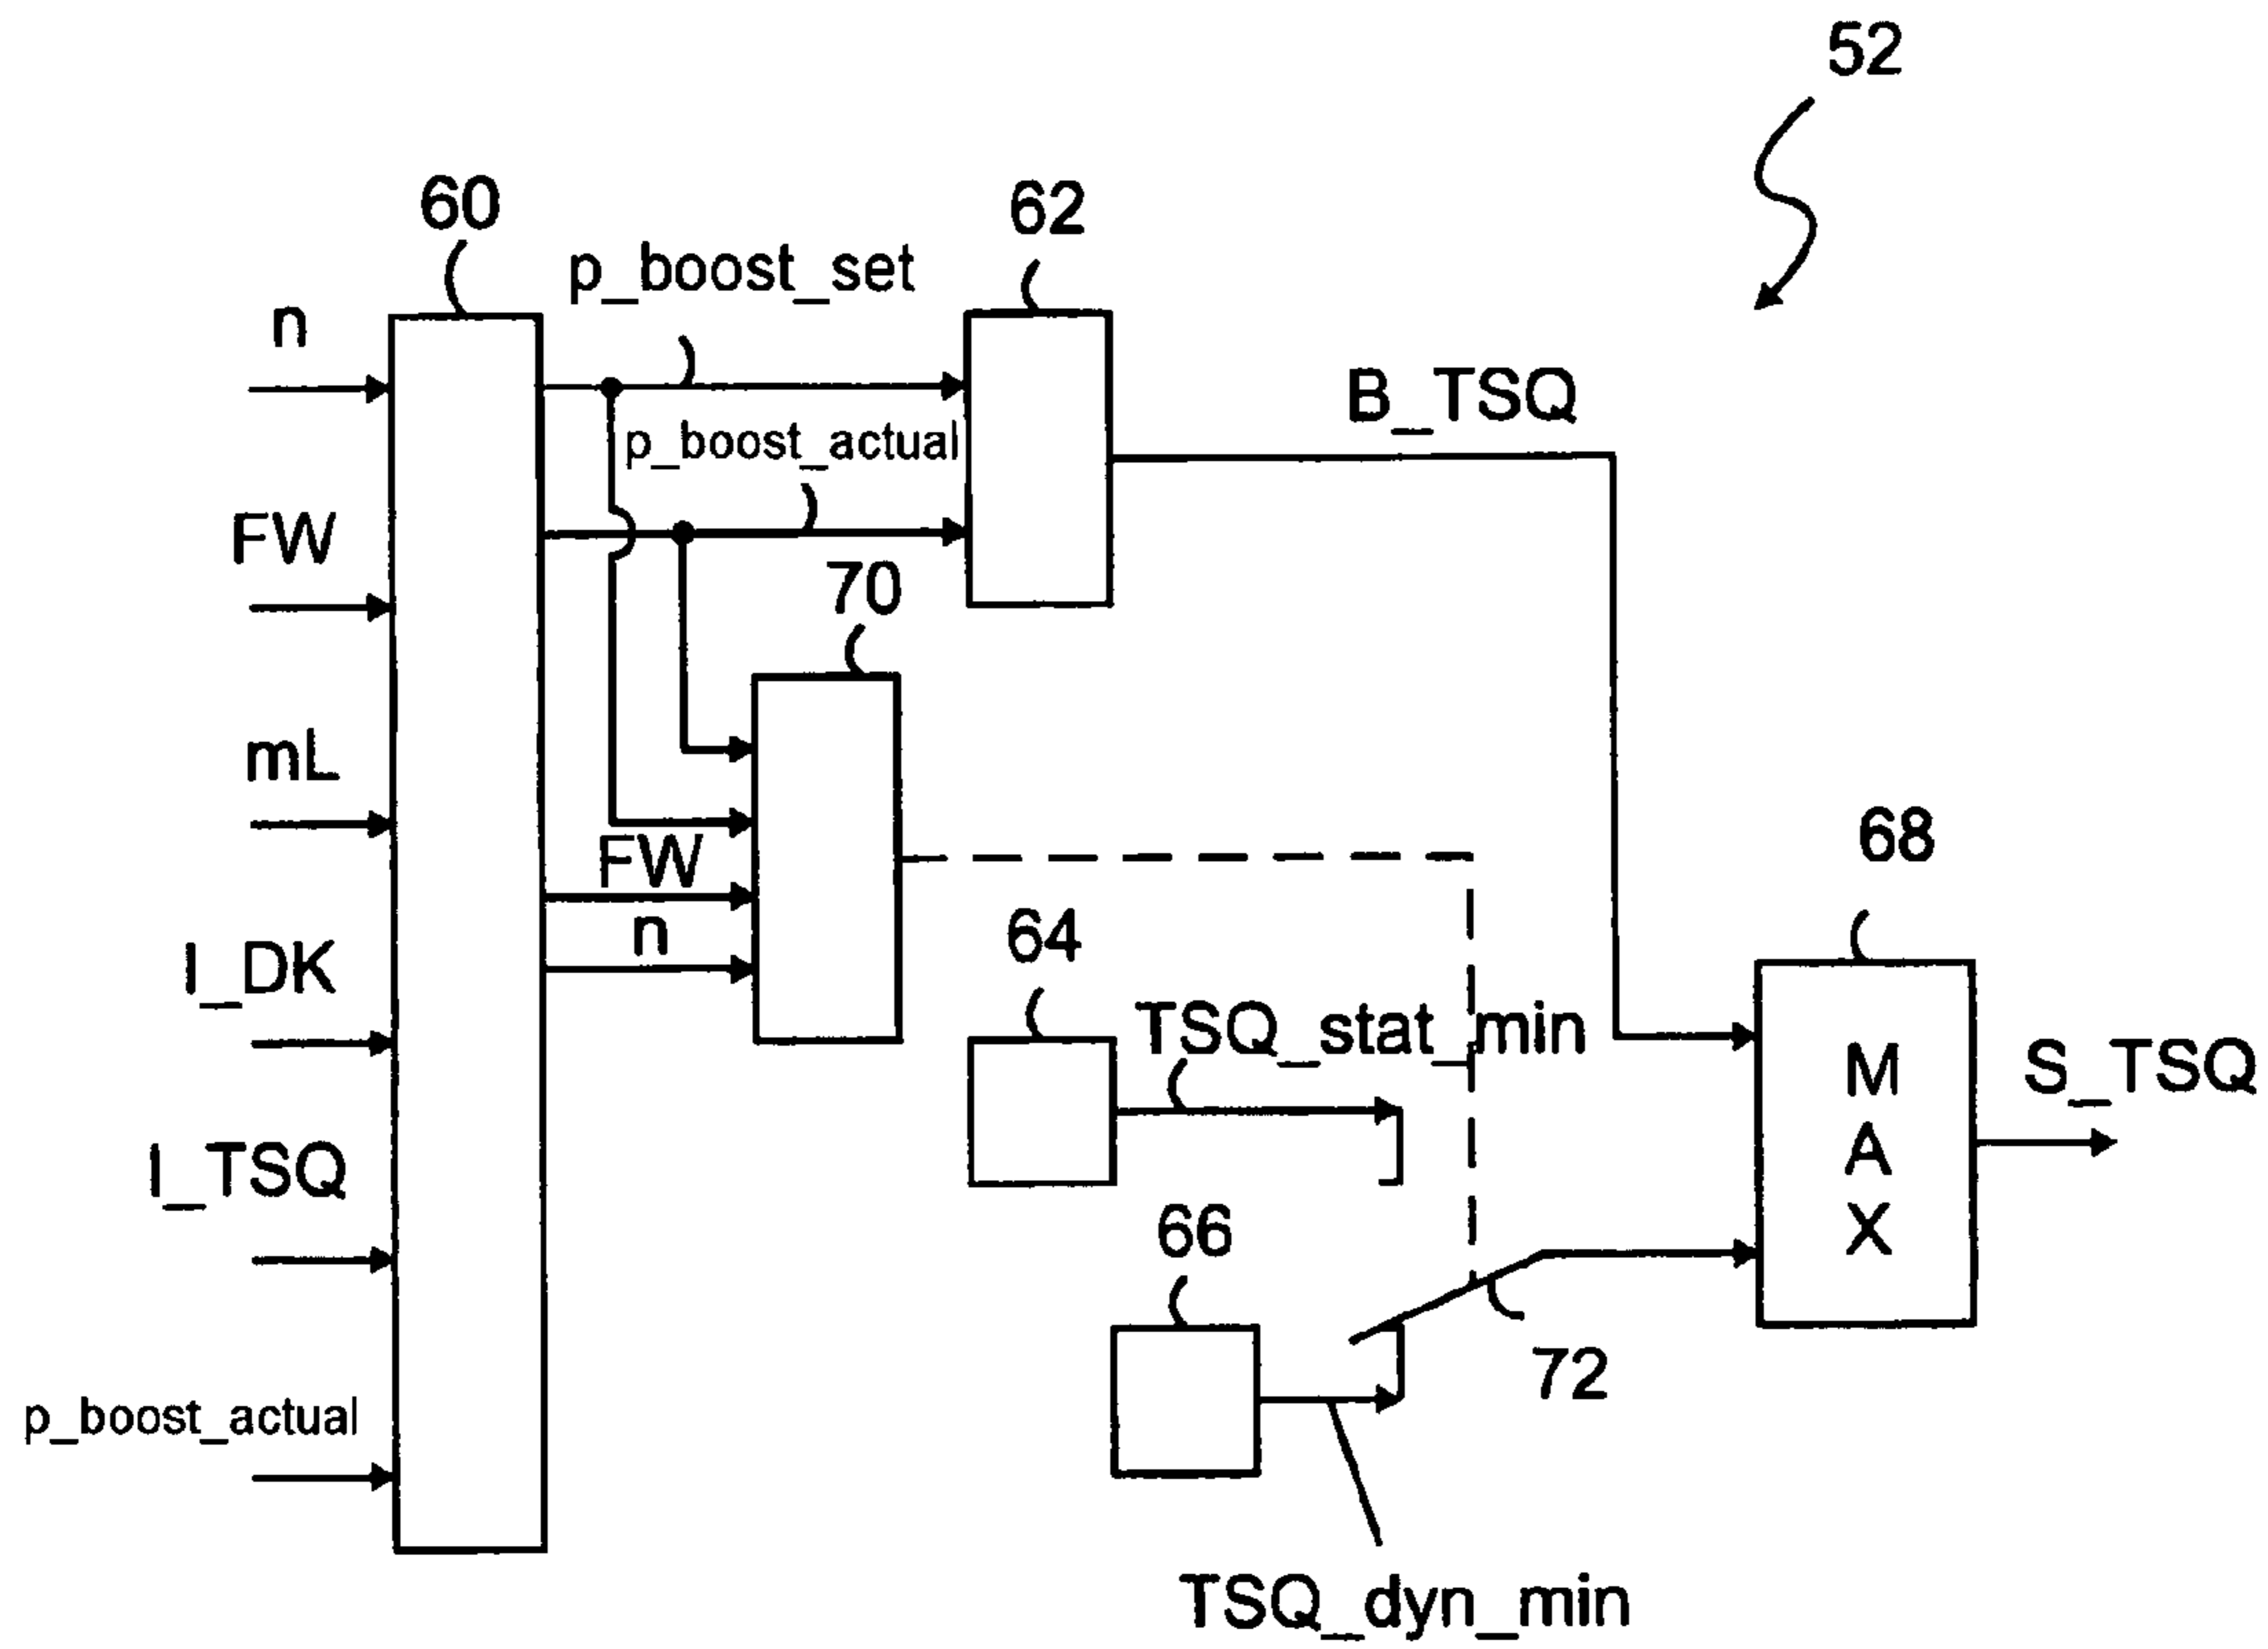 52
60
62
p_boost_set
n
B_TSQ
p_boost_actual
FW
70
mL
68
FW
n
64
I_DK
TSQ_stat_min
M
A
X
S_TSQ
I_TSQ
66
72
p_boost_actual
TSQ_dyn_min